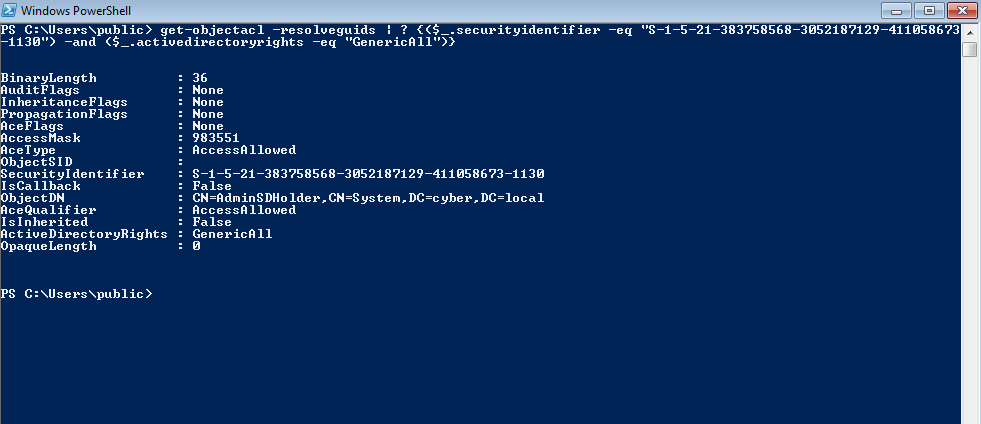 Windows PowerShell
PS C:\Users\public> get-objectacl -resolveguids | ? {($_.securityidentifier -eq "S-1-5-21-383758568-3052187129-411058673
-1130") -and ($_.activedirectoryrights -eq "GenericAll")}
BinaryLength : 36
AuditFlags : None
InheritanceFlags : None
PropagationFlags : None
AceFlags : None
AccessMask : 983551
AceType : AccessAllowed
ObjectSID :
SecurityIdentifier : S-1-5-21-383758568-3052187129-411058673-1130
IsCallback : False
ObjectDN : CN=AdminSDHolder,CN=System,DC=cyber,DC=local
AceQualifier : AccessAllowed
IsInherited : False
ActiveDirectoryRights : GenericAll
OpaqueLength : 0
PS C:\Users\public>